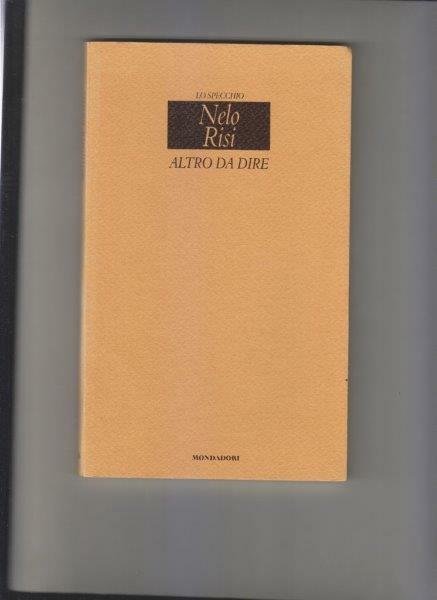 LO SPECCHIO
Nelo
Risi
ALTRO DA DIRE
MONDADORI